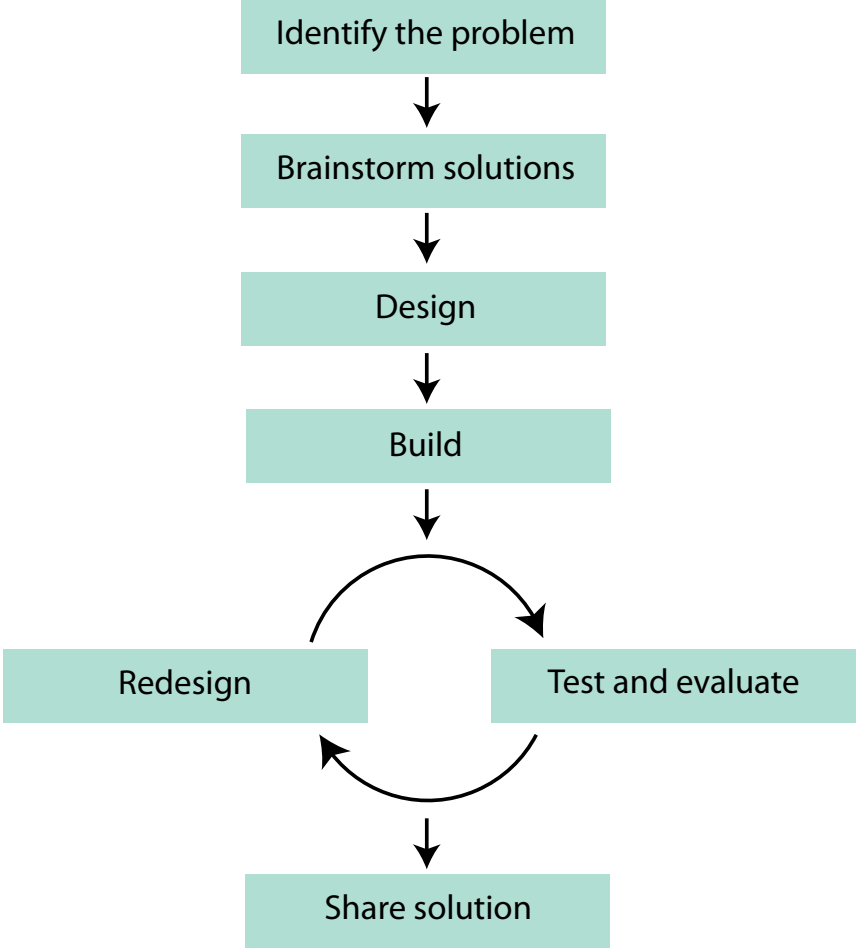 Identify the problem
Brainstorm solutions
Design
Build
Redesign
Test and evaluate
Share solution